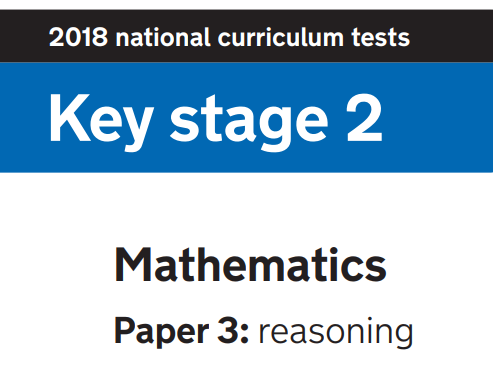 2018 national curriculum tests
Key stage 2
Mathematics
Paper 3: reasoning